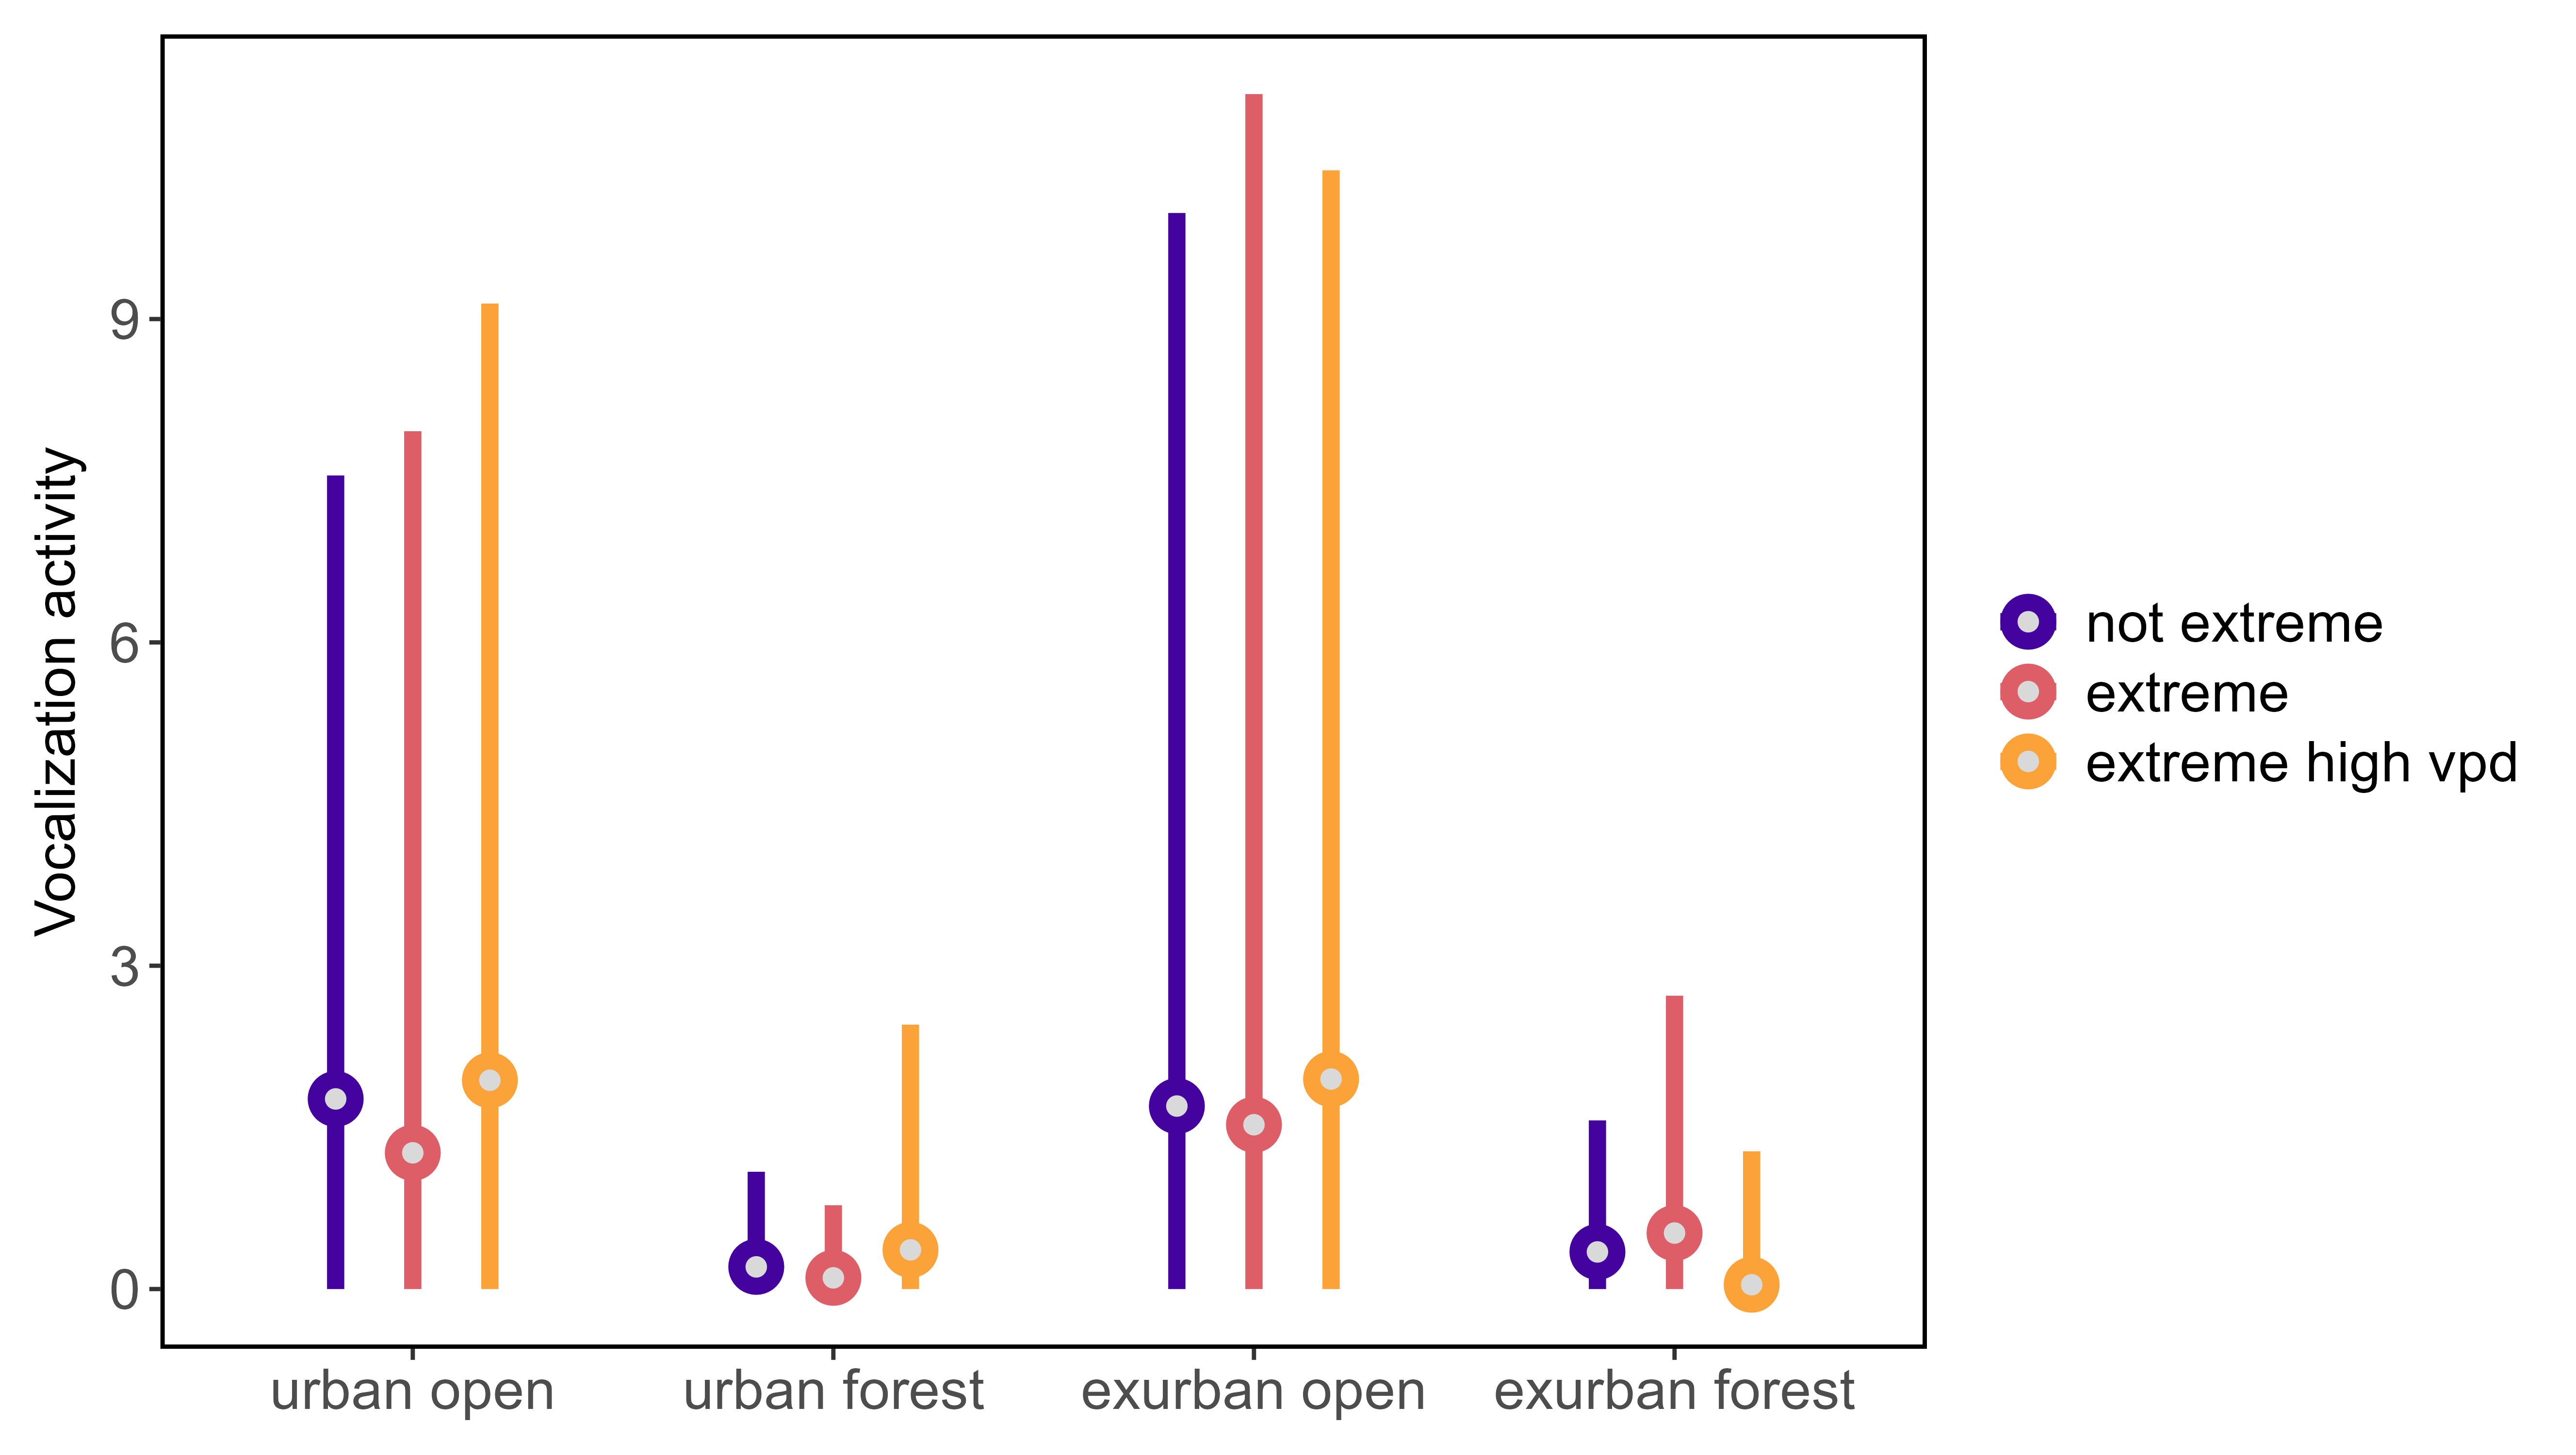 Vocalization activity
9
6
3
0
urban open
urban forest
exurban open
exurban forest
not extreme
extreme
extreme high vpd